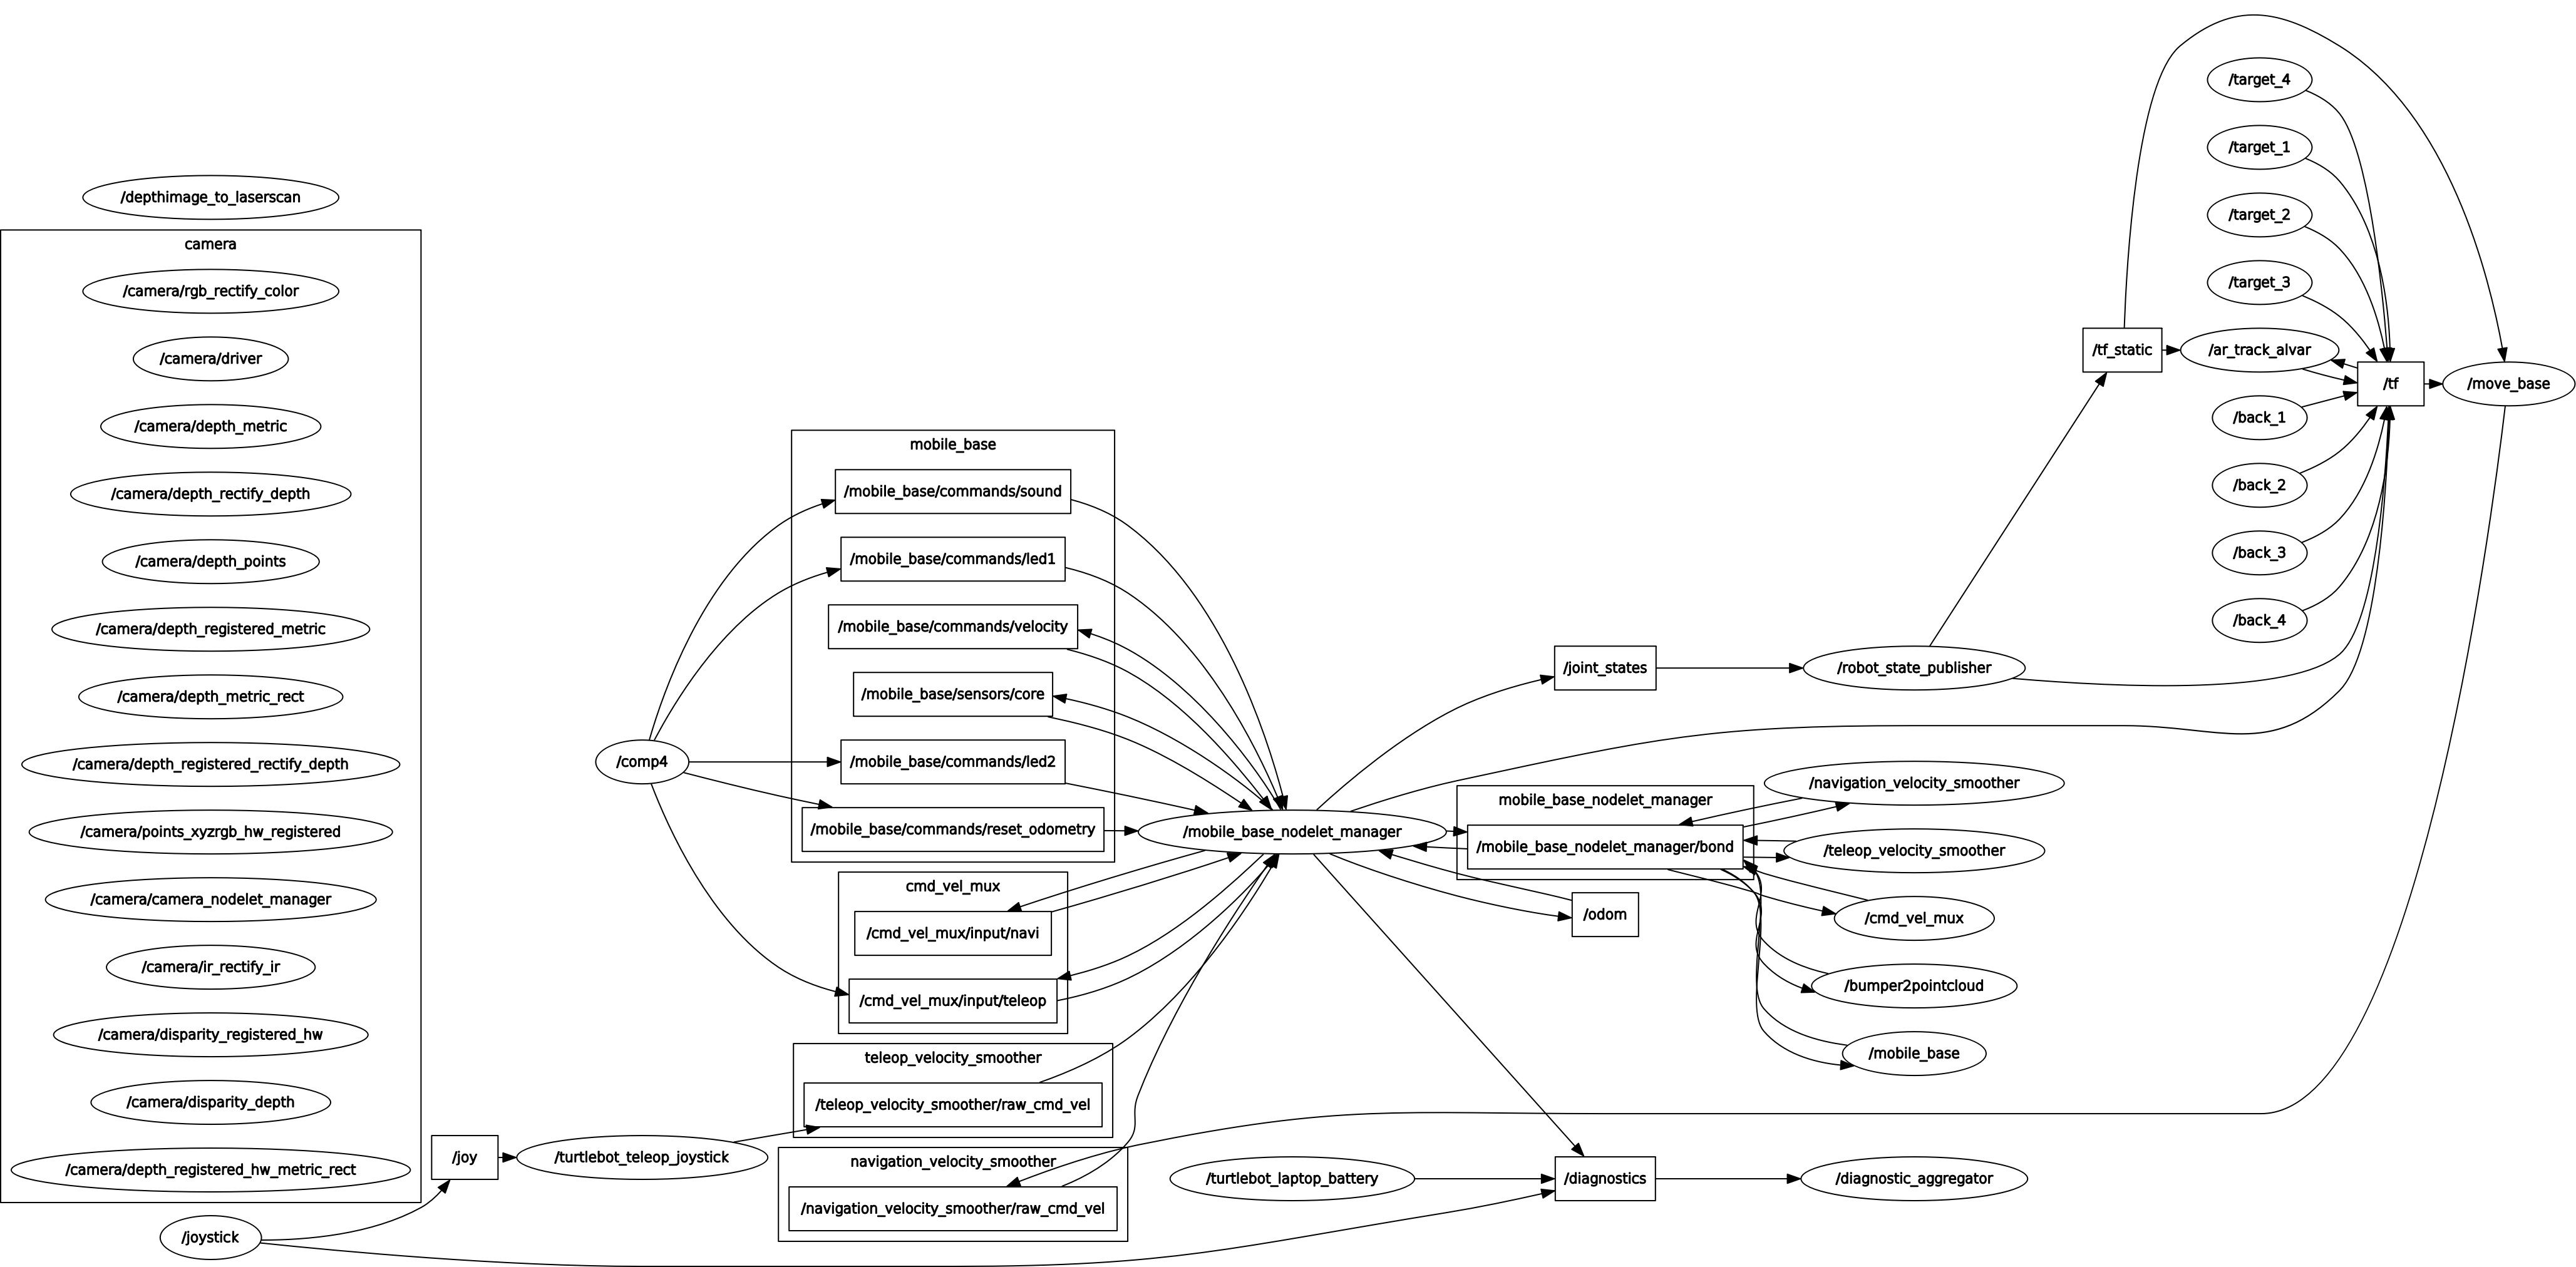 /depthimage_to_laserscan
camera
/camera/rgb_rectify_color
/camera/driver
/camera/depth_metric
/camera/depth_rectify_depth
/camera/depth_points
/camera/depth_registered_metric
/camera/depth_metric_rect
/camera/depth_registered_rectify_depth
/camera/points_xyzrgb_hw_registered
/camera/camera_nodelet_manager
/camera/ir_rectify_ir
/camera/disparity_registered_hw
/camera/disparity_depth
/camera/depth_registered_hw_metric_rect
/joystick
/joy
/turtlebot_teleop_joystick
/comp4
mobile_base
/mobile_base/commands/sound
/mobile_base/commands/led1
/mobile_base/commands/velocity
/mobile_base/sensors/core
/mobile_base/commands/led2
/mobile_base/commands/reset_odometry
cmd_vel_mux
/cmd_vel_mux/input/navi
/cmd_vel_mux/input/teleop
teleop_velocity_smoother
/teleop_velocity_smoother/raw_cmd_vel
navigation_velocity_smoother
/navigation_velocity_smoother/raw_cmd_vel
/mobile_base_nodelet_manager
/turtlebot_laptop_battery
/joint_states
mobile_base_nodelet_manager
/mobile_base_nodelet_manager/bond
/odom
/diagnostics
/robot_state_publisher
/navigation_velocity_smoother
/teleop_velocity_smoother
/cmd_vel_mux
/bumper2pointcloud
/mobile_base
/diagnostic_aggregator
/tf_static
/target_4
/target_1
/target_2
/target_3
/ar_track_alvar
/back_1
/back_2
/back_3
/back_4
/tf
/move_base